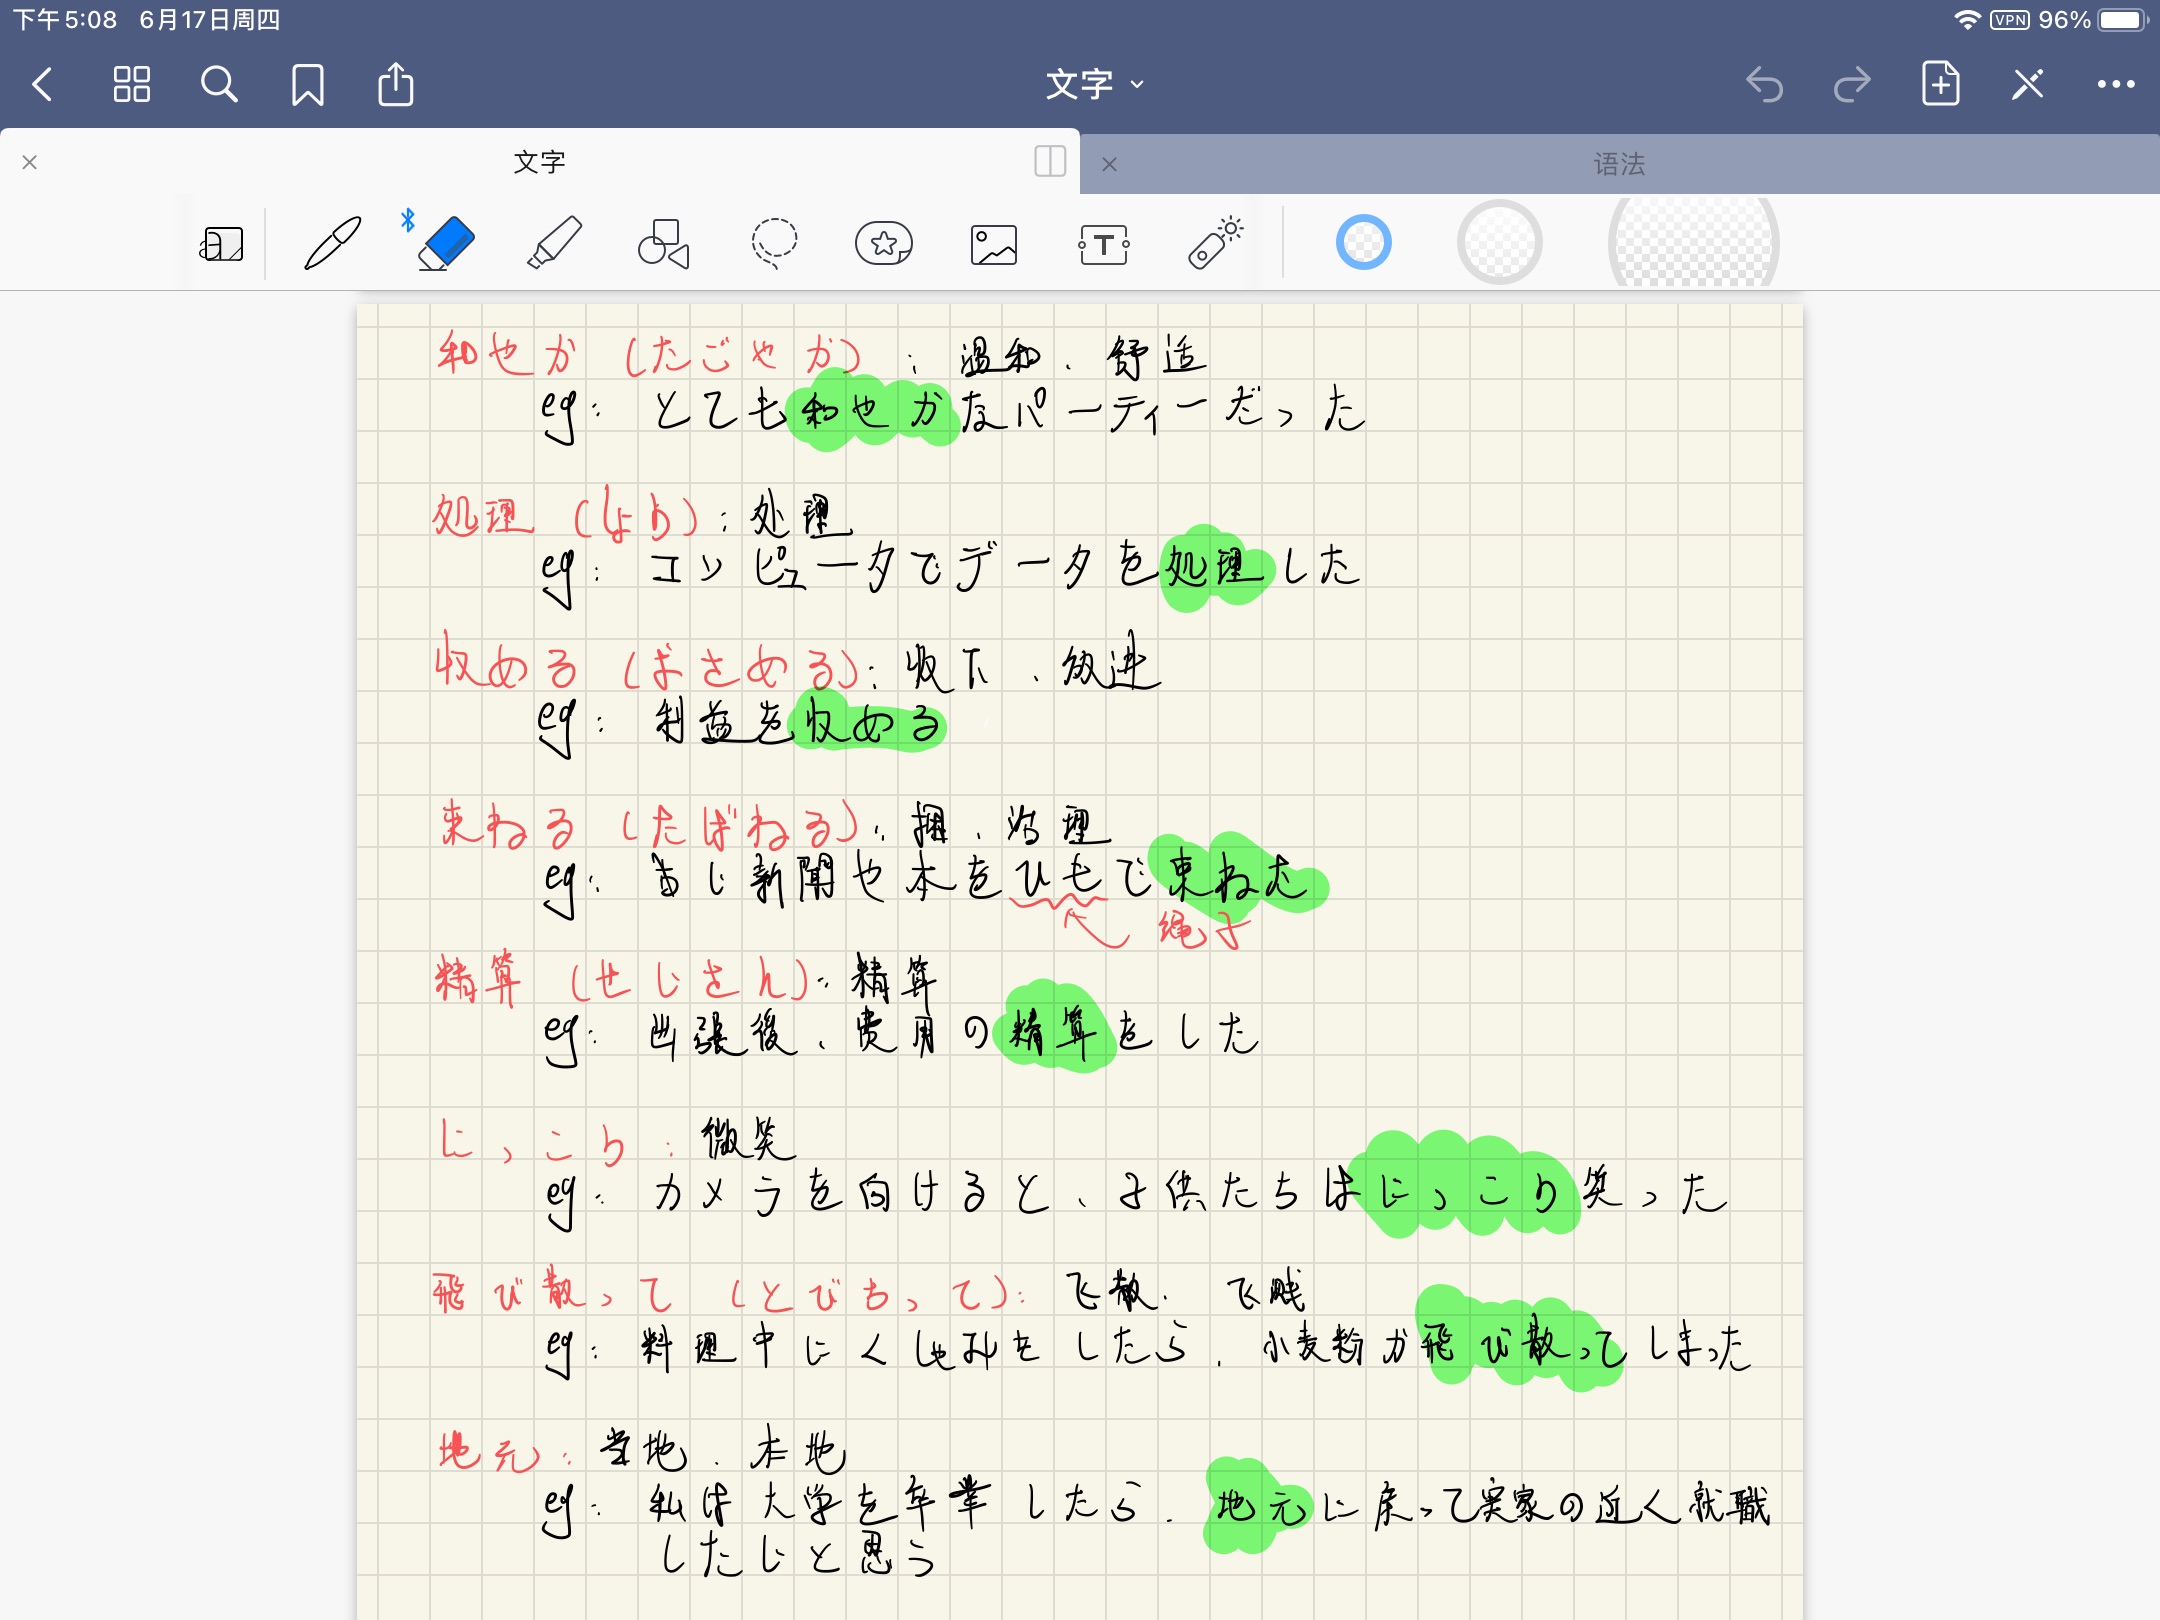 下午5:08 6月17日周四
VPN 96%
文字
文字
语法
和やか (たごやか) : 温和、舒适
eg: とても和やかなパーティーだった
処理 (しょり) : 处理
eg: コンピュータでデータを処理した
収める (おさめる) : 收下、放进
eg: 利益を収める
束ねる (たばねる) : 捆、治理
eg: 古い新聞や本をひもで束ねた
绳子
精算 (せいさん) : 精算
eg: 出張後、費用の精算をした
にっこり : 微笑
eg: カメラを向けると、子供たちはにっこり笑った
飛び散って (とびちって) : 飞散、飞溅
eg: 料理中にくしゃみをしたら、小麦粉が飛び散ってしまった
地元 : 当地、本地
eg: 私は大学を卒業したら、地元に戻って実家の近く就職
したいと思う